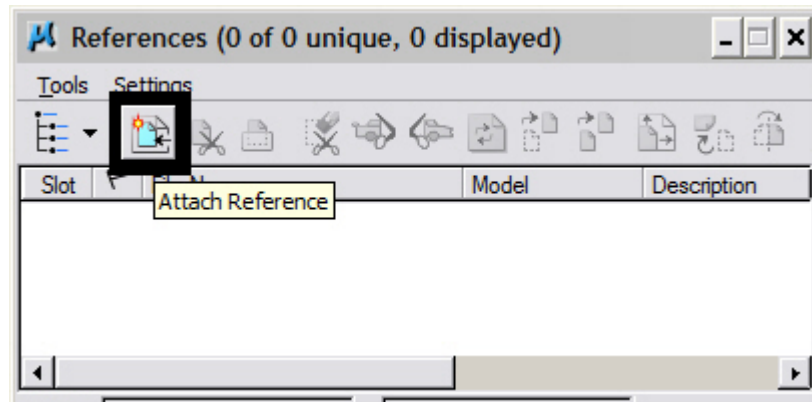 References (0 of 0 unique, 0 displayed)
Tools Settings
Slot Model Description
Attach Reference